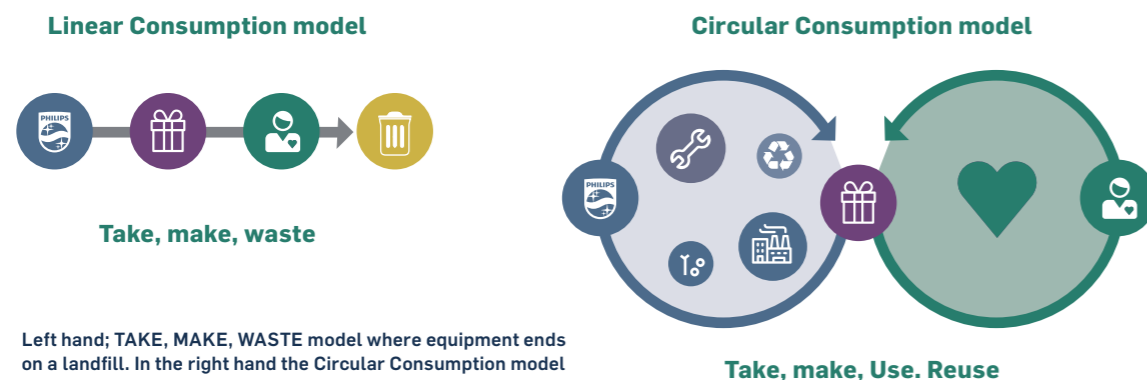 Linear Consumption model
Circular Consumption model
PHILIPS
PHILIPS
Take, make, waste
Left hand; TAKE, MAKE, WASTE model where equipment ends
on a landfill. In the right hand the Circular Consumption model
Take, make, Use. Reuse